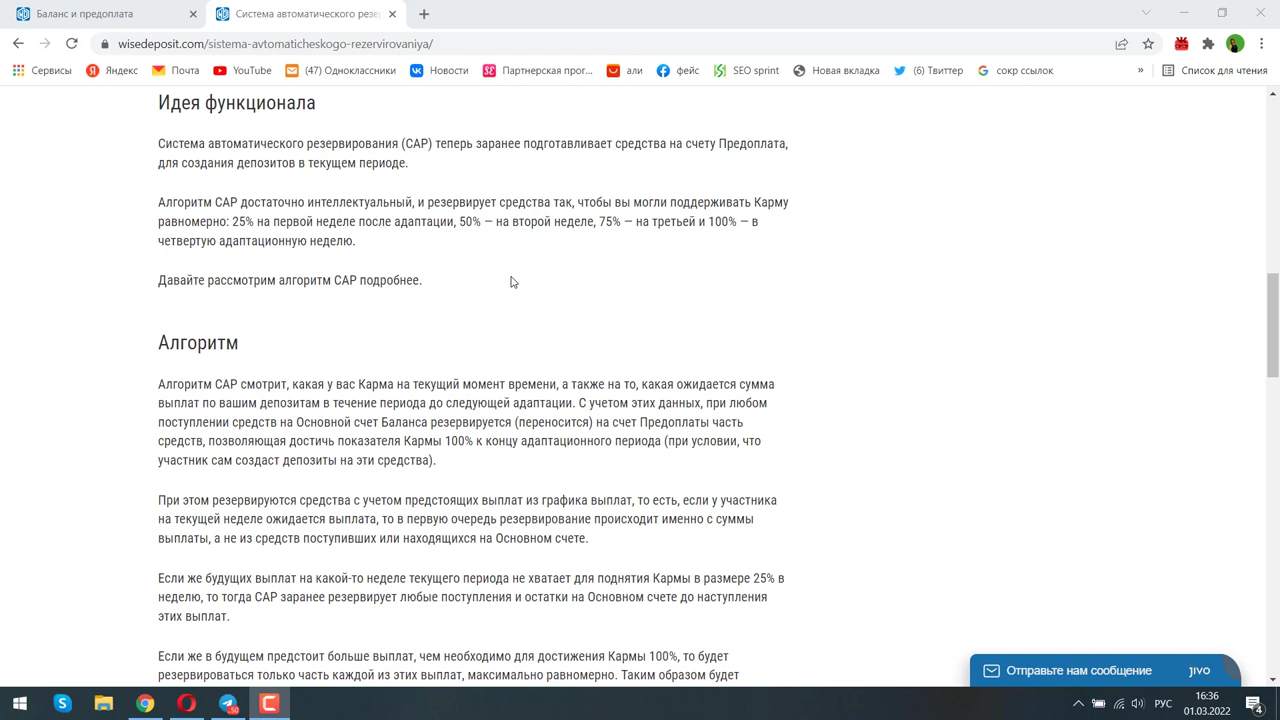 Баланс и предоплата
Система автоматического резер
wisedeposit.com/sistema-avtomaticheskogo-rezervirovaniya/
Сервисы
Яндекс
Почта
YouTube
(47) Одноклассники
Новости
Партнерская прог...
али
фейс
SEO sprint
Новая вкладка
(6) Твиттер
сокр ссылок
»
Список для чтения
Идея функционала
Система автоматического резервирования (САР) теперь заранее подготавливает средства на счету Предоплата,
для создания депозитов в текущем периоде.
Алгоритм САР достаточно интеллектуальный, и резервирует средства так, чтобы вы могли поддерживать Карму
равномерно: 25% на первой неделе после адаптации, 50% — на второй неделе, 75% — на третьей и 100% — в
четвертую адаптационную неделю.
Давайте рассмотрим алгоритм САР подробнее.
Алгоритм
Алгоритм САР смотрит, какая у вас Карма на текущий момент времени, а также на то, какая ожидается сумма
выплат по вашим депозитам в течение периода до следующей адаптации. С учетом этих данных, при любом
поступлении средств на Основной счет Баланса резервируется (переносится) на счет Предоплаты часть
средств, позволяющая достичь показателя Кармы 100% к концу адаптационного периода (при условии, что
участник сам создаст депозиты на эти средства).
При этом резервируются средства с учетом предстоящих выплат из графика выплат, то есть, если у участника
на текущей неделе ожидается выплата, то в первую очередь резервирование происходит именно с суммы
выплаты, а не из средств поступивших или находящихся на Основном счете.
Если же будущих выплат на какой-то неделе текущего периода не хватает для поднятия Кармы в размере 25% в
неделю, то тогда САР заранее резервирует любые поступления и остатки на Основном счете до наступления
этих выплат.
Если же в будущем предстоит больше выплат, чем необходимо для достижения Кармы 100%, то будет
резервироваться только часть каждой из этих выплат, максимально равномерно. Таким образом будет
Отправьте нам сообщение
jivo
50
РУС
16:36
01.03.2022
4